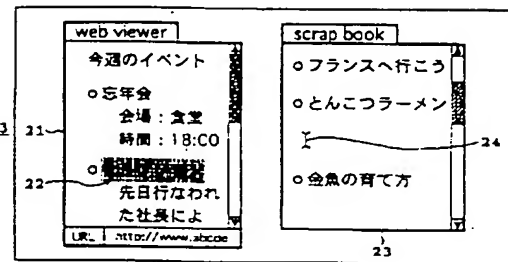 web viewer
今週のイベント
○忘年会
会場：食堂
時間：18:00
○
先日行なわれ
た社長によ
URL http://www.abcde
scrap book
○フランスへ行こう
○とんこつラーメン
○金魚の育て方
3
21
22
23
24